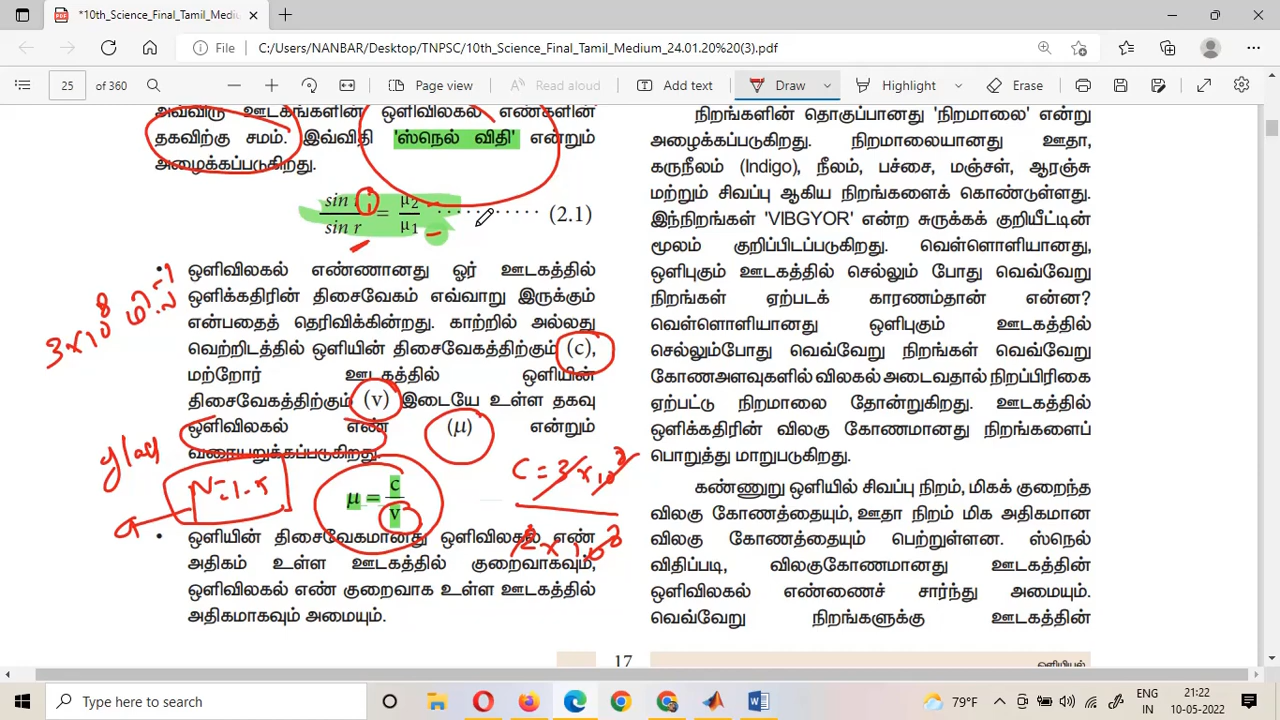 *10th_Science_Final_Tamil_Mediu
File
C:/Users/NANBAR/Desktop/TNPSC/10th_Science_Final_Tamil_Medium_24.01.20%20(3).pdf
25 of 360
Page view
Read aloud
Add text
Draw
Highlight
Erase
அவ்விரு ஊடகங்களின் ஒளிவிலகல் எண்களின்
தகவிற்கு சமம். இவ்விதி 'ஸ்நெல் விதி' என்றும்
அழைக்கப்படுகிறது.
sin i / sin r = μ2 / μ1 ············ (2.1)
• ஒளிவிலகல் எண்ணானது ஓர் ஊடகத்தில்
ஒளிக்கதிரின் திசைவேகம் எவ்வாறு இருக்கும்
என்பதைத் தெரிவிக்கின்றது. காற்றில் அல்லது
வெற்றிடத்தில் ஒளியின் திசைவேகத்திற்கும் (c),
மற்றோர் ஊடகத்தில் ஒளியின்
திசைவேகத்திற்கும் (v) இடையே உள்ள தகவு
ஒளிவிலகல் எண் (μ) என்றும்
வரையறுக்கப்படுகிறது.
μ = c / v
3x10 8
C = 3x10
2x10
• ஒளியின் திசைவேகமானது ஒளிவிலகல் எண்
அதிகம் உள்ள ஊடகத்தில் குறைவாகவும்,
ஒளிவிலகல் எண் குறைவாக உள்ள ஊடகத்தில்
அதிகமாகவும் அமையும்.
17
நிறங்களின் தொகுப்பானது 'நிறமாலை' என்று
அழைக்கப்படுகிறது. நிறமாலையானது ஊதா,
கருநீலம் (Indigo), நீலம், பச்சை, மஞ்சள், ஆரஞ்சு
மற்றும் சிவப்பு ஆகிய நிறங்களைக் கொண்டுள்ளது.
இந்நிறங்கள் 'VIBGYOR' என்ற சுருக்கக் குறியீட்டின்
மூலம் குறிப்பிடப்படுகிறது. வெள்ளொளியானது,
ஒளிபுகும் ஊடகத்தில் செல்லும் போது வெவ்வேறு
நிறங்கள் ஏற்படக் காரணம்தான் என்ன?
வெள்ளொளியானது ஒளிபுகும் ஊடகத்தில்
செல்லும்போது வெவ்வேறு நிறங்கள் வெவ்வேறு
கோணஅளவுகளில் விலகல் அடைவதால் நிறப்பிரிகை
ஏற்பட்டு நிறமாலை தோன்றுகிறது. ஊடகத்தில்
ஒளிக்கதிரின் விலகு கோணமானது நிறங்களைப்
பொறுத்து மாறுபடுகிறது.
கண்ணுறு ஒளியில் சிவப்பு நிறம், மிகக் குறைந்த
விலகு கோணத்தையும், ஊதா நிறம் மிக அதிகமான
விலகு கோணத்தையும் பெற்றுள்ளன. ஸ்நெல்
விதிப்படி, விலகுகோணமானது ஊடகத்தின்
ஒளிவிலகல் எண்ணைச் சார்ந்து அமையும்.
வெவ்வேறு நிறங்களுக்கு ஊடகத்தின்
ஒளியியல்
Type here to search
79°F
ENG
IN
21:22
10-05-2022